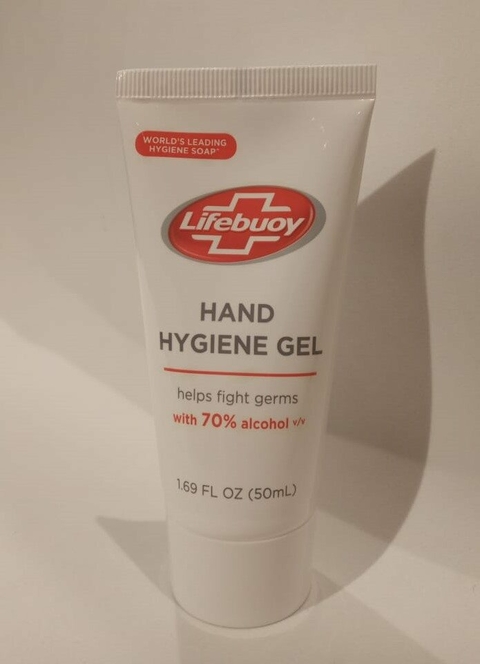 WORLD'S LEADING
HYGIENE SOAP*
Lifebuoy
HAND
HYGIENE GEL
helps fight germs
with 70% alcohol v/v
1.69 FL OZ (50mL)